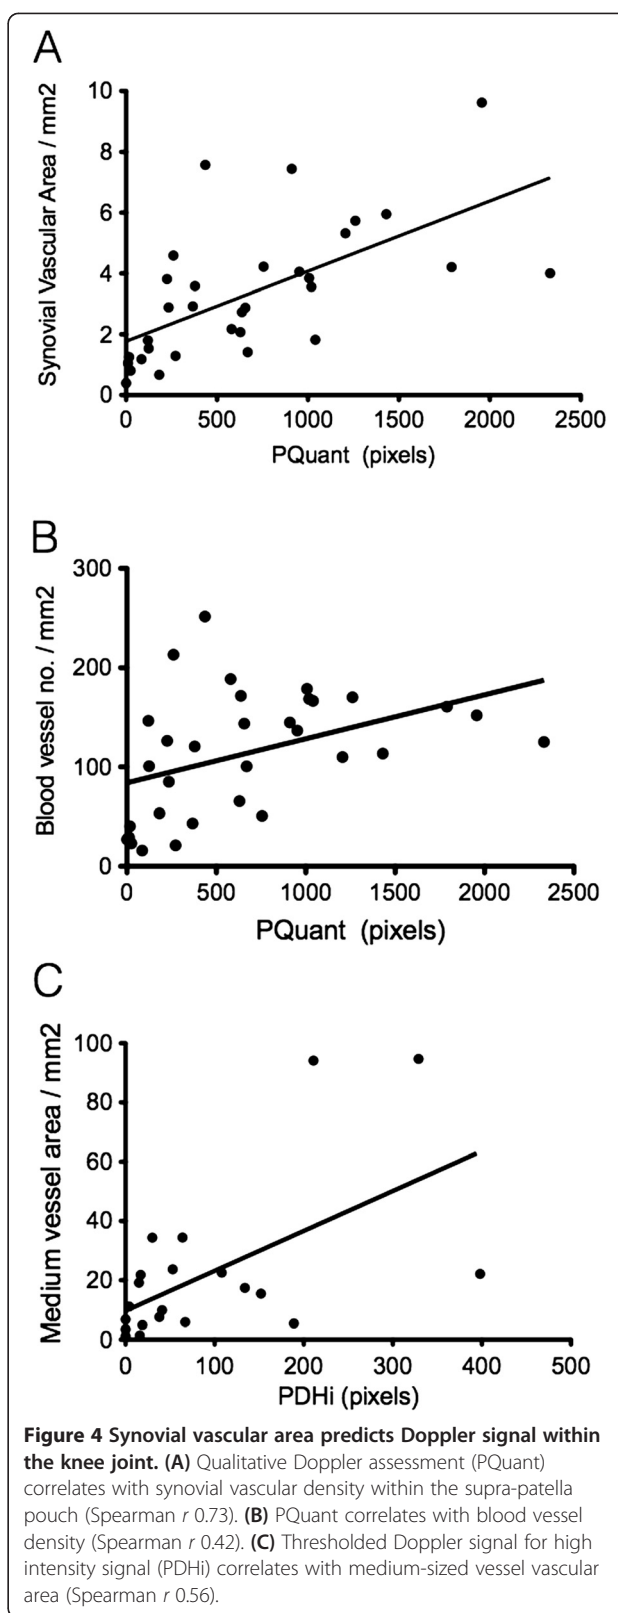 A
10
8
6
4
2
0
Synovial Vascular Area / mm2
0 500 1000 1500 2000 2500
PQuant (pixels)
B
300
200
100
0
Blood vessel no. / mm2
0 500 1000 1500 2000 2500
PQuant (pixels)
C
100
80
60
40
20
0
Medium vessel area / mm2
0 100 200 300 400 500
PDHi (pixels)
Figure 4 Synovial vascular area predicts Doppler signal within
the knee joint. (A) Qualitative Doppler assessment (PQuant)
correlates with synovial vascular density within the supra-patella
pouch (Spearman r 0.73). (B) PQuant correlates with blood vessel
density (Spearman r 0.42). (C) Thresholded Doppler signal for high
intensity signal (PDHi) correlates with medium-sized vessel vascular
area (Spearman r 0.56).